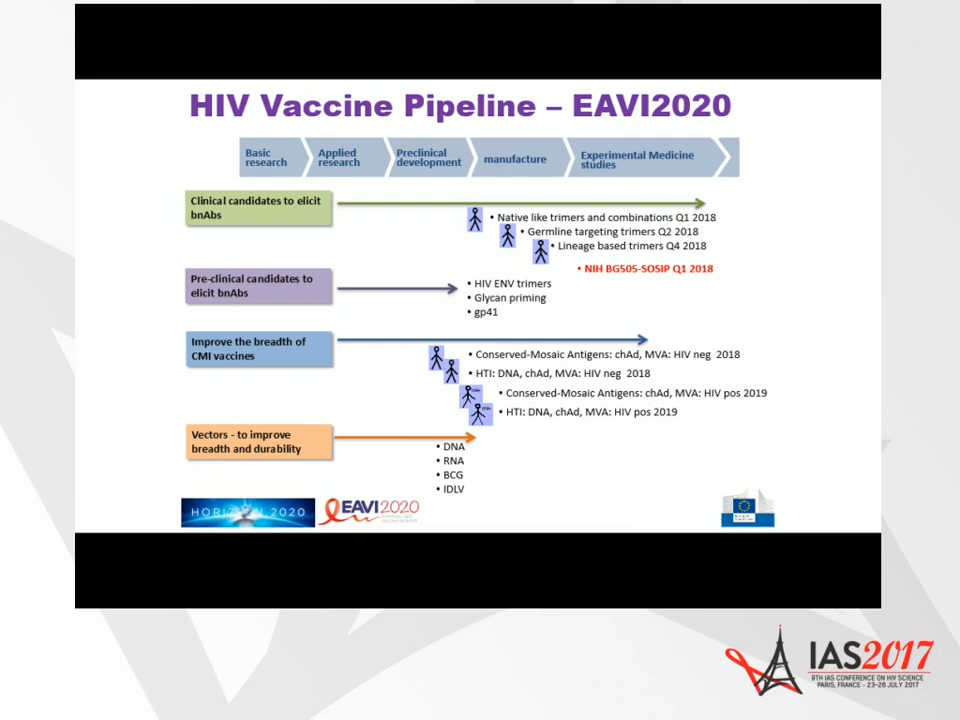 HIV Vaccine Pipeline – EAVI2020
Basic
research
Applied
research
Preclinical
development
manufacture
Experimental Medicine
studies
Clinical candidates to elicit
bnAbs
• Native like trimers and combinations Q1 2018
• Germline targeting trimers Q2 2018
• Lineage based trimers Q4 2018
• NIH BG505-SOSIP Q1 2018
Pre-clinical candidates to
elicit bnAbs
• HIV ENV trimers
• Glycan priming
• gp41
Improve the breadth of
CMI vaccines
• Conserved-Mosaic Antigens: chAd, MVA: HIV neg 2018
• HTI: DNA, chAd, MVA: HIV neg 2018
• Conserved-Mosaic Antigens: chAd, MVA: HIV pos 2019
• HTI: DNA, chAd, MVA: HIV pos 2019
Vectors - to improve
breadth and durability
• DNA
• RNA
• BCG
• IDLV
HORIZON 2020
EAVI2020
IAS2017
9TH IAS CONFERENCE ON HIV SCIENCE
PARIS, FRANCE – 23-26 JULY 2017